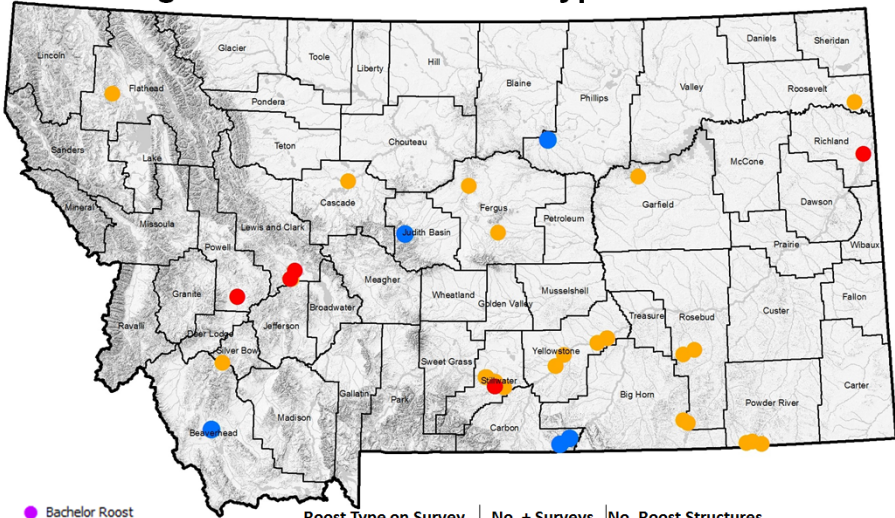 Daniels
Sheridan
Glacier
Toole
Liberty
Hill
Blaine
Phillips
Valley
Roosevelt
Lincoln
Flathead
Pondera
Teton
Chouteau
Richland
McCone
Sanders
Lake
Cascade
Fergus
Petroleum
Garfield
Dawson
Mineral
Missoula
Lewis and Clark
Powell
Judith Basin
Prairie
Wibaux
Meagher
Granite
Broadwater
Wheatland
Golden Valley
Musselshell
Treasure
Rosebud
Custer
Fallon
Ravalli
Deer Lodge
Jefferson
Silver Bow
Sweet Grass
Yellowstone
Stillwater
Gallatin
Park
Big Horn
Powder River
Carter
Madison
Carbon
Beaverhead
Bachelor Roost
Roost Type on Survey No. + Surveys No. Roost Structures